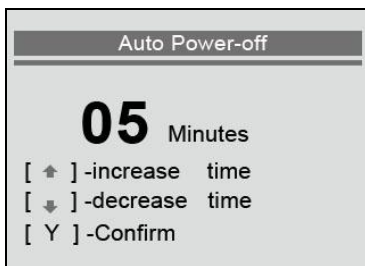 Auto Power-off
05 Minutes
[ ↑ ] -increase time
[ ↓ ] -decrease time
[ Y ] -Confirm